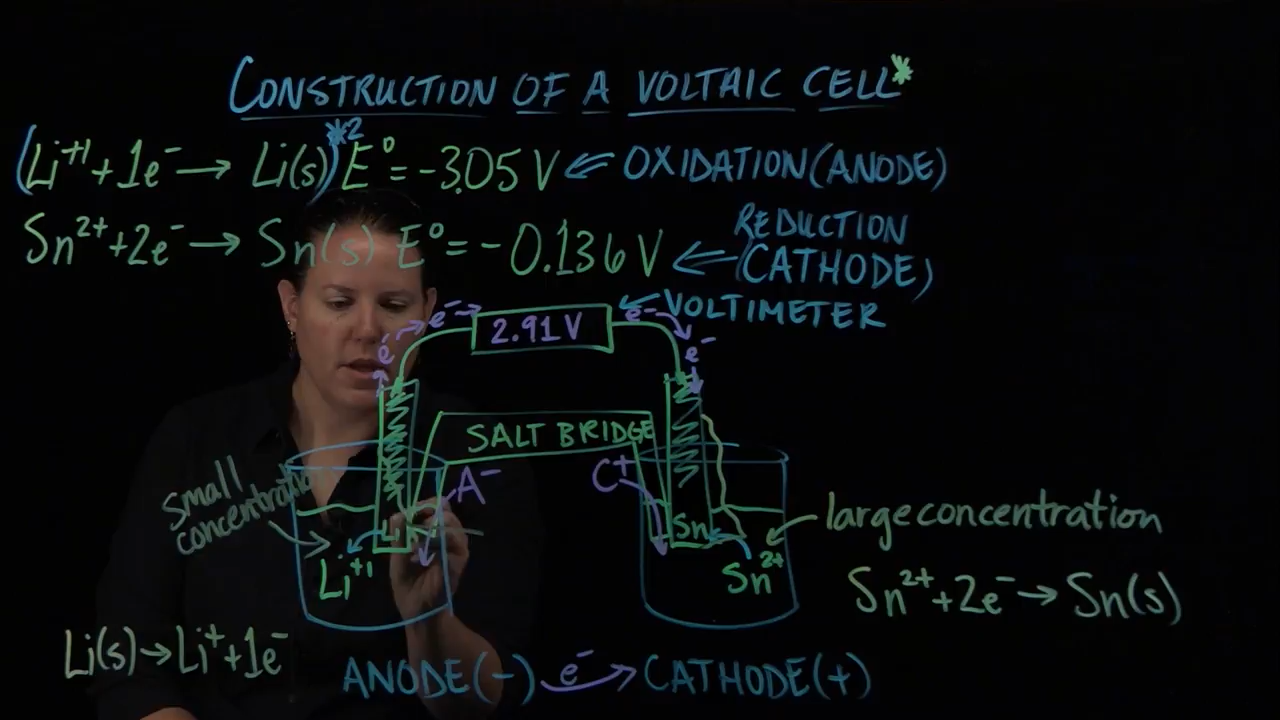 CONSTRUCTION OF A VOLTAIC CELL*
(Li⁺¹ + 1e⁻ → Li(s))*2 E° = -3.05 V ⇐ OXIDATION (ANODE)
Sn²⁺ + 2e⁻ → Sn(s) E° = -0.136 V ⇐ REDUCTION
(CATHODE)
VOLTIMETER
e⁻ e⁻ 2.91 V e⁻ e⁻
SALT BRIDGE
small
concentration
A⁻ C⁺
Li Sn
large concentration
Li⁺¹ Sn²⁺
Sn²⁺ + 2e⁻ → Sn(s)
Li(s) → Li⁺ + 1e⁻
ANODE (-) e⁻ → CATHODE (+)